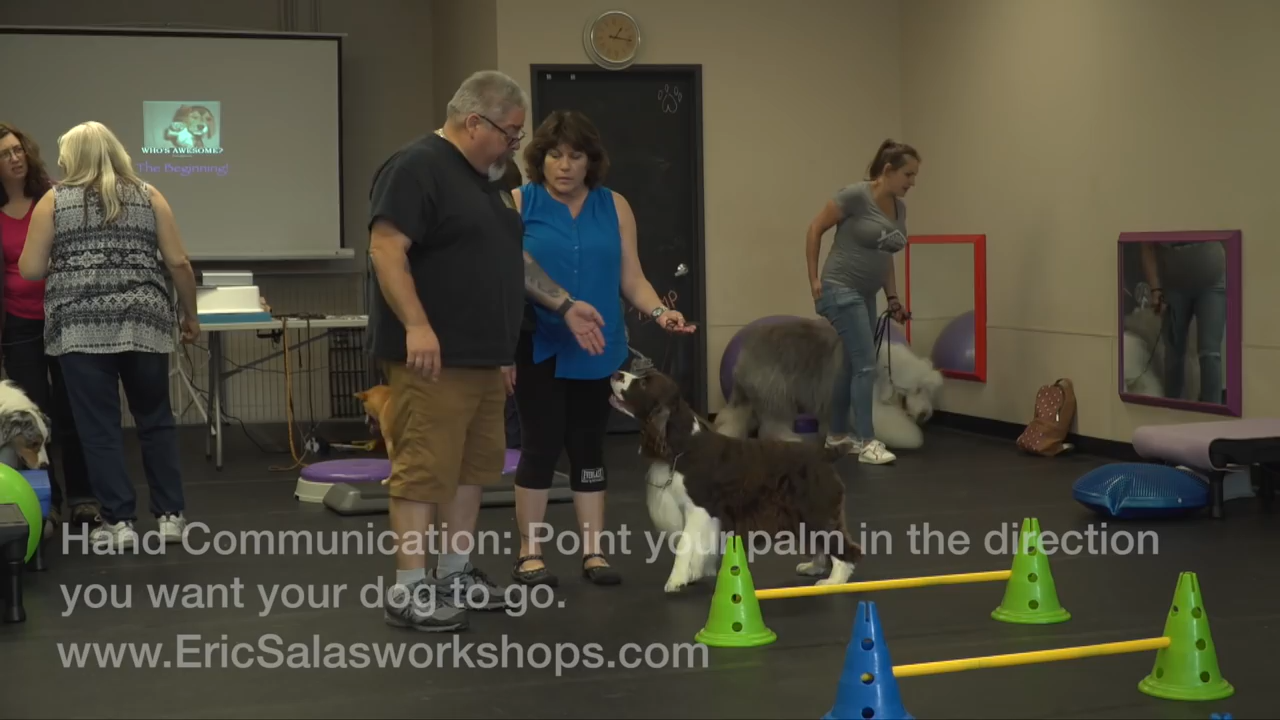 WHO'S AWESOME?
The Beginning!
EVERLAST
Hand Communication: Point your palm in the direction
you want your dog to go.
www.EricSalasworkshops.com